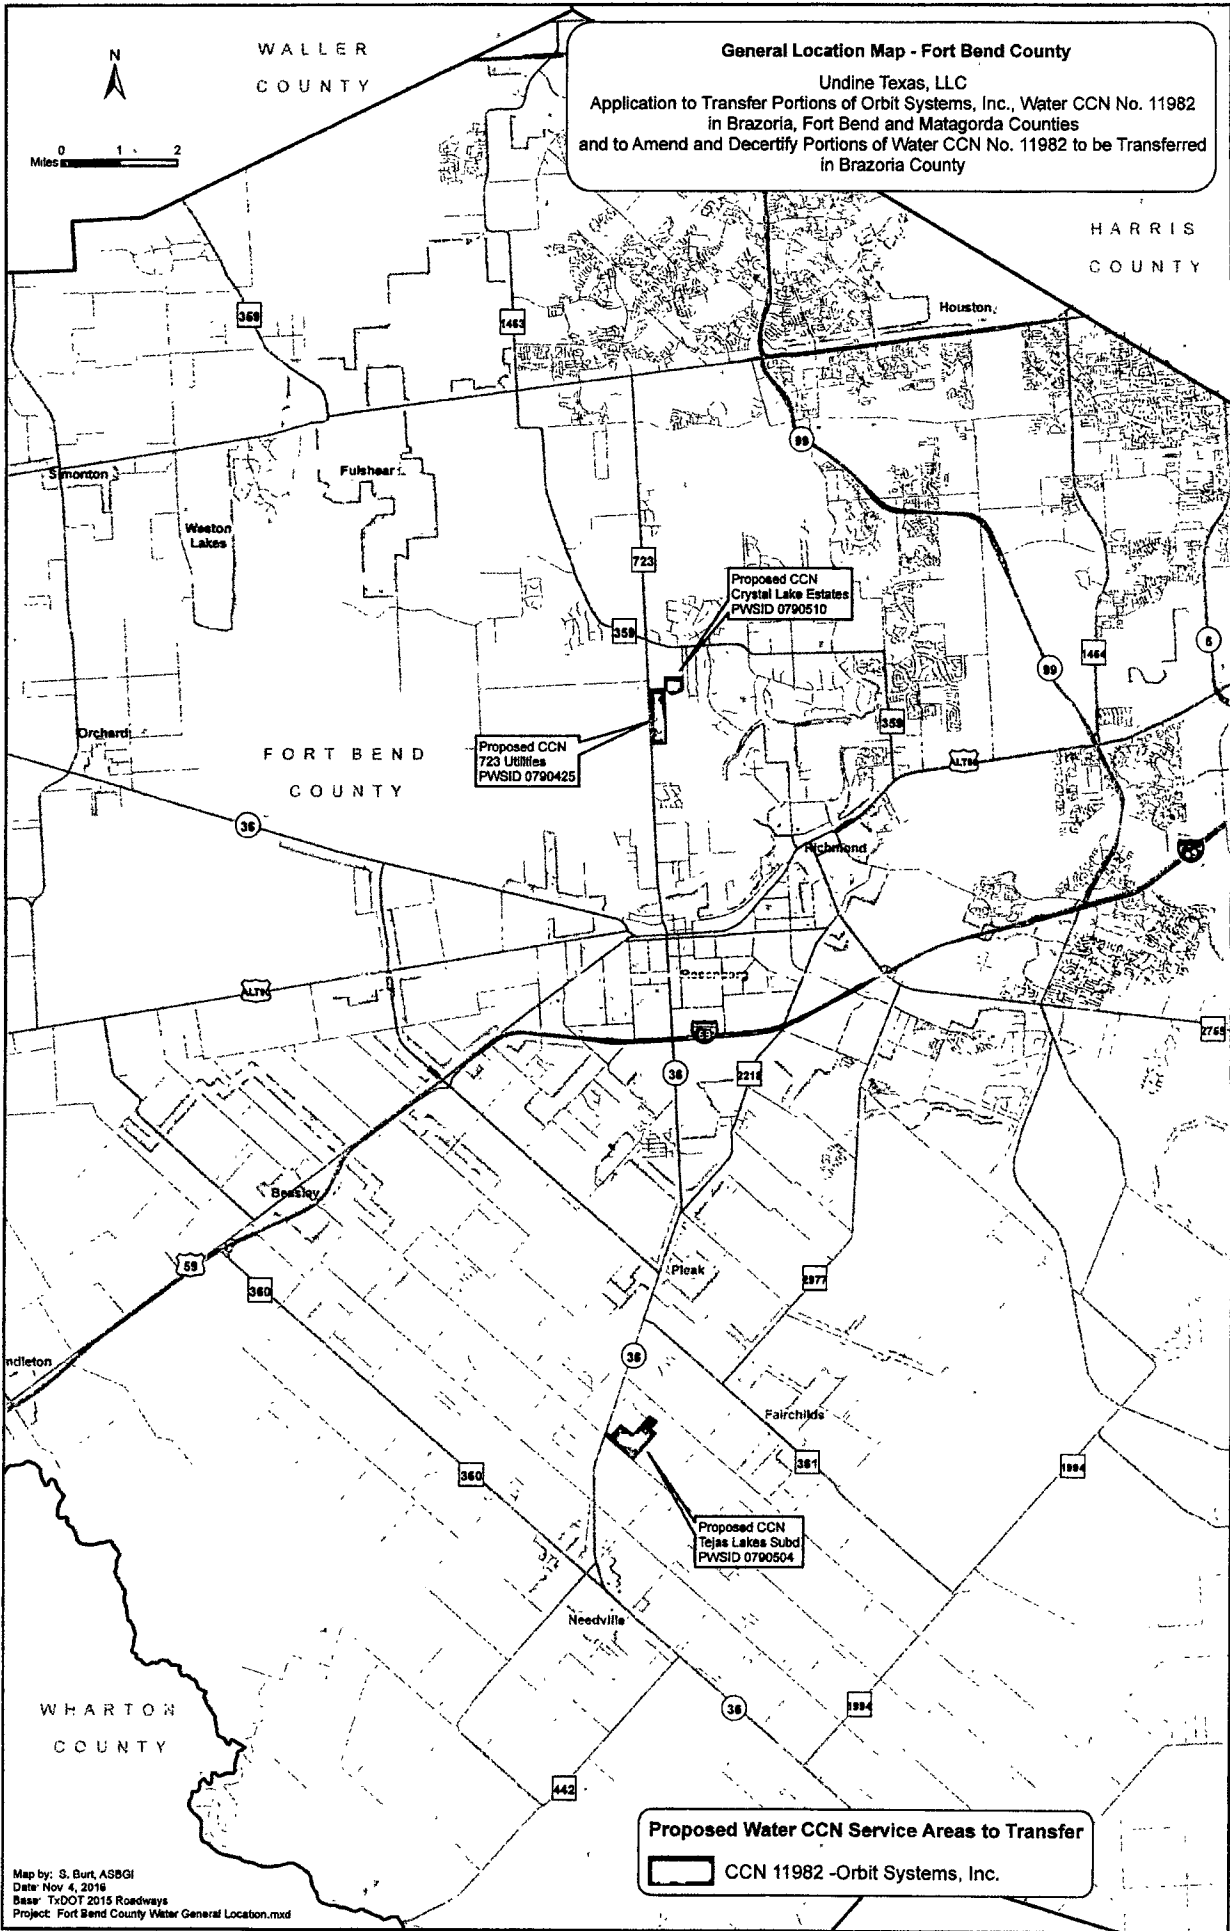 General Location Map - Fort Bend County
Undine Texas, LLC
Application to Transfer Portions of Orbit Systems, Inc., Water CCN No. 11982
in Brazoria, Fort Bend and Matagorda Counties
and to Amend and Decertify Portions of Water CCN No. 11982 to be Transferred
in Brazoria County
N
WALLER
COUNTY
0 1 2
Miles
HARRIS
COUNTY
359
1463
Houston
99
Simonton
Fulshear
Weston
Lakes
723
Proposed CCN
Crystal Lake Estates
PWSID 0790510
359
1464
6
99
359
Orchard
FORT BEND
COUNTY
Proposed CCN
723 Utilities
PWSID 0790425
36
Richmond
Rosenberg
36
Beasley
59
360
Pleak
2977
36
ndleton
Fairchilds
360
361
1994
Proposed CCN
Tejas Lakes Subd
PWSID 0790504
Needville
WHARTON
COUNTY
36
1994
442
Proposed Water CCN Service Areas to Transfer
CCN 11982 -Orbit Systems, Inc.
Map by: S. Burt, ASBGI
Date: Nov 4, 2016
Base: TxDOT 2015 Roadways
Project: Fort Bend County Water General Location.mxd